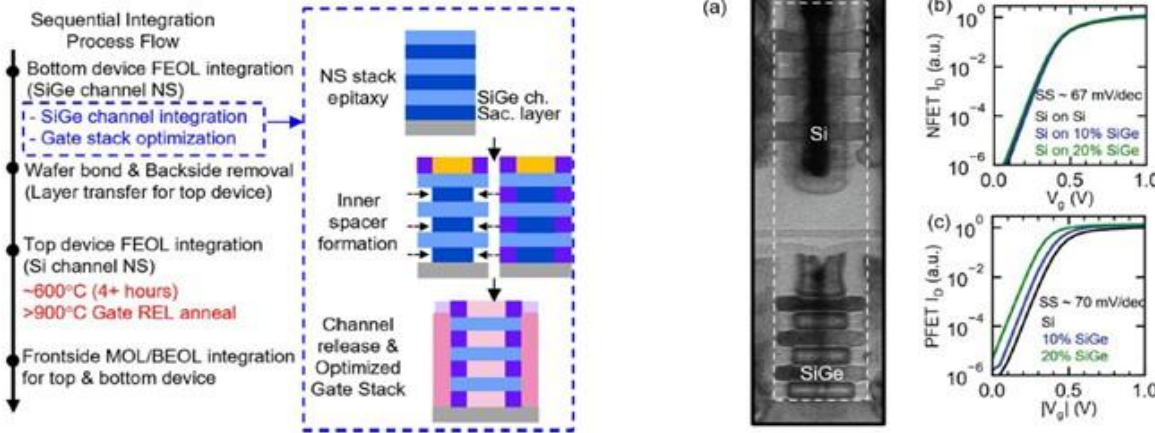 Sequential Integration
Process Flow
Bottom device FEOL integration
(SiGe channel NS)
- SiGe channel integration
- Gate stack optimization
Wafer bond & Backside removal
(Layer transfer for top device)
Top device FEOL integration
(Si channel NS)
~600°C (4+ hours)
>900°C Gate REL anneal
Frontside MOL/BEOL integration
for top & bottom device
NS stack
epitaxy
SiGe ch.
Sac. layer
Inner
spacer
formation
Channel
release &
Optimized
Gate Stack
(a)
Si
SiGe
(b)
NFET I_D (a.u.)
10^0
10^-2
10^-4
10^-6
SS ~ 67 mV/dec
Si on Si
Si on 10% SiGe
Si on 20% SiGe
0.0 0.5 1.0
V_g (V)
(c)
PFET I_D (a.u.)
10^0
10^-2
10^-4
10^-6
SS ~ 70 mV/dec
Si
10% SiGe
20% SiGe
0.0 0.5 1.0
|V_g| (V)